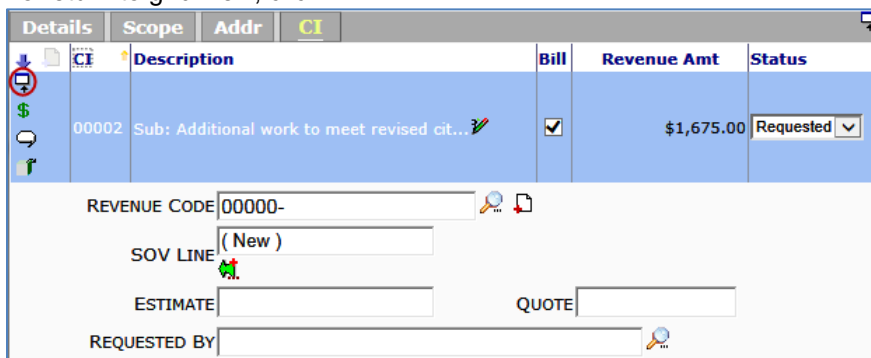 Details Scope Addr CI
CI Description Bill Revenue Amt Status
$
00002 Sub: Additional work to meet revised cit... $1,675.00 Requested
REVENUE CODE 00000-
SOV LINE ( New )
ESTIMATE QUOTE
REQUESTED BY